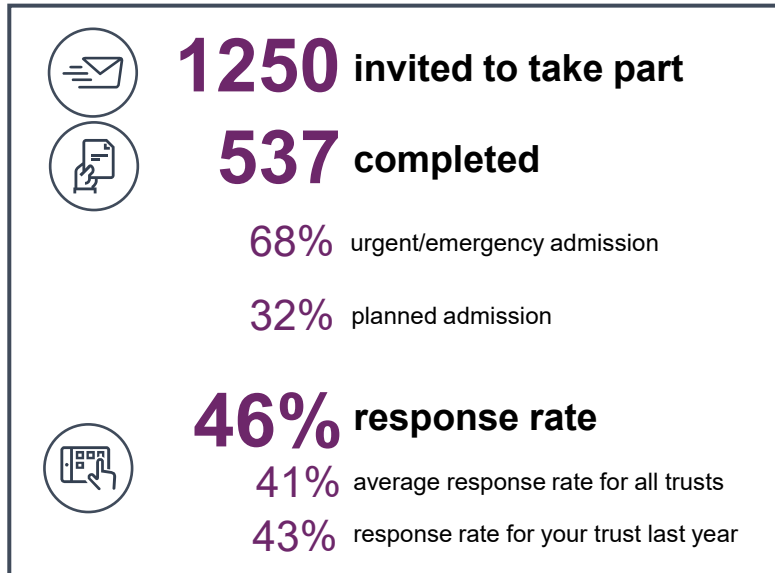 1250 invited to take part
537 completed
68% urgent/emergency admission
32% planned admission
46% response rate
41% average response rate for all trusts
43% response rate for your trust last year